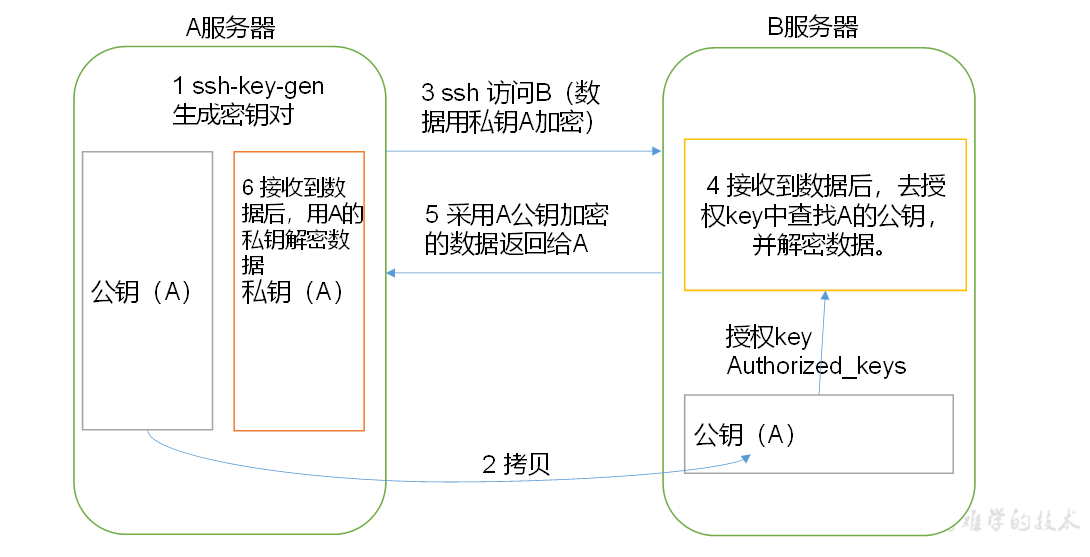 A服务器
B服务器
1 ssh-key-gen
生成密钥对
3 ssh 访问B（数
据用私钥A加密）
6 接收到数
据后，用A的
私钥解密数
据
私钥（A）
公钥（A）
5 采用A公钥加密
的数据返回给A
4 接收到数据后，去授
权key中查找A的公钥，
并解密数据。
授权key
Authorized_keys
公钥（A）
2 拷贝
难学的技术